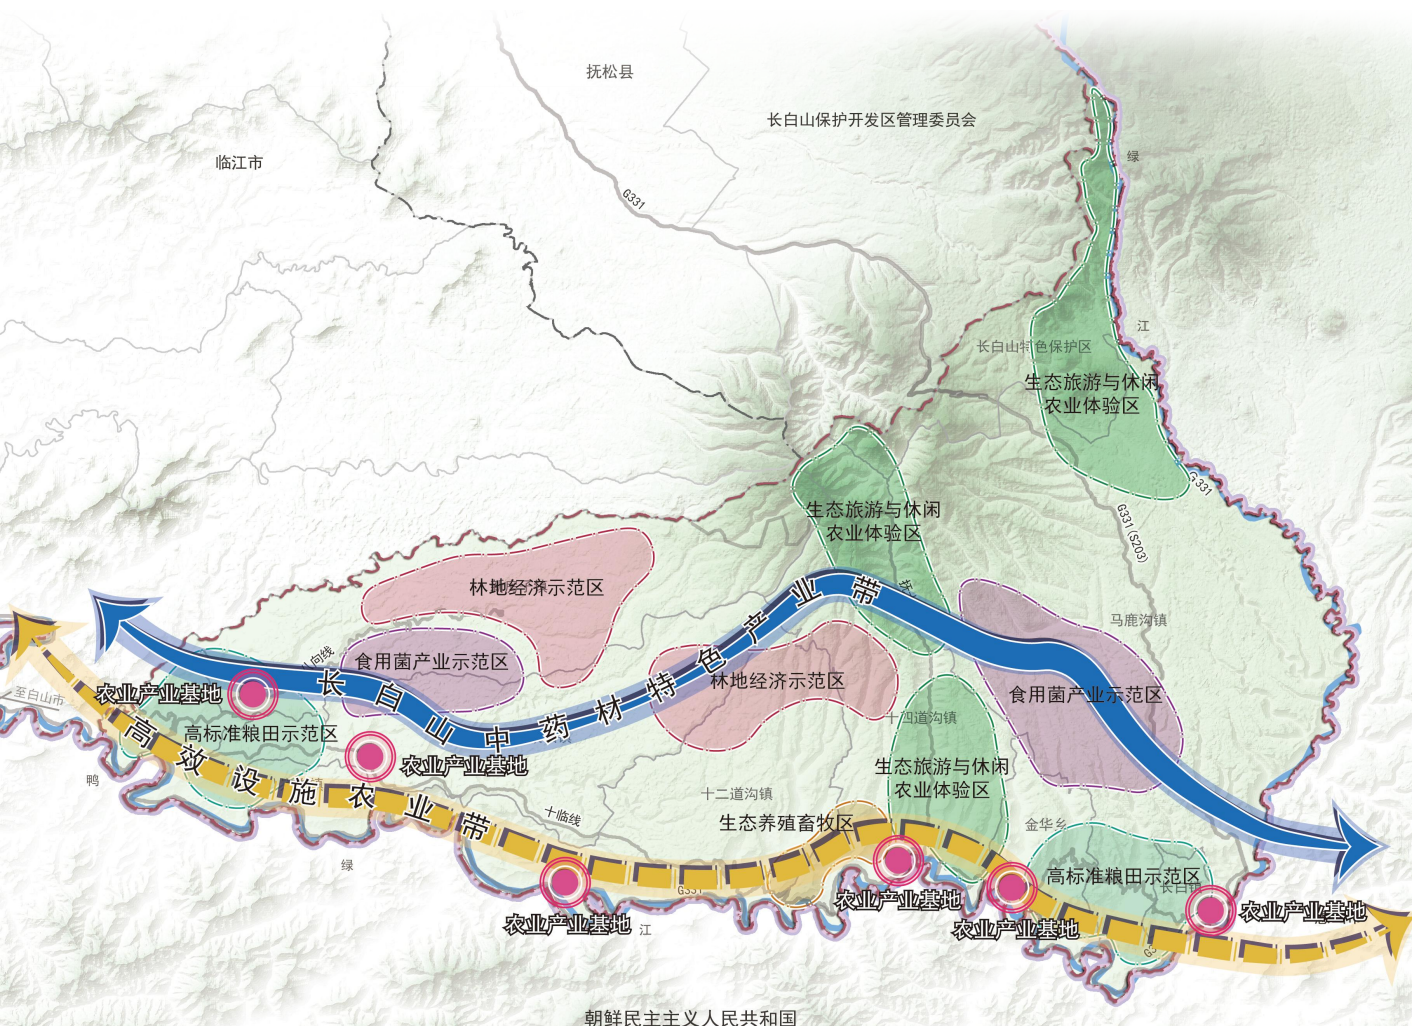 抚松县
长白山保护开发区管理委员会
临江市
绿
G331
江
长白山特色保护区
生态旅游与休闲
农业体验区
G331
G331(S203)
生态旅游与休闲
农业体验区
抚
林地经济示范区
马鹿沟镇
食用菌产业示范区
林地经济示范区
食用菌产业示范区
至白山市
农业产业基地
长白山中药材特色产业带
高标准粮田示范区
十四道沟镇
农业产业基地
鸭
高效设施农业带
生态旅游与休闲
农业体验区
十二道沟镇
十临线
生态养殖畜牧区
金华乡
绿
高标准粮田示范区
长白镇
G331
农业产业基地
农业产业基地
农业产业基地
农业产业基地
江
朝鲜民主主义人民共和国